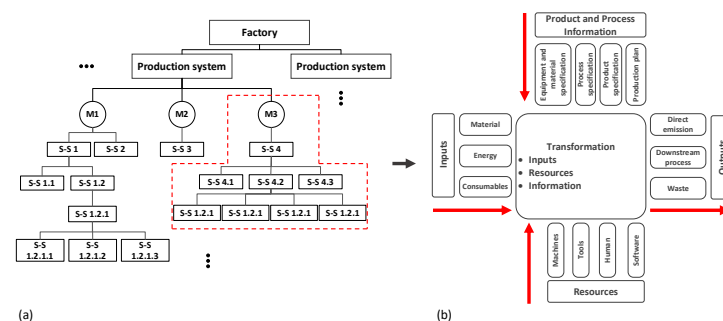 Factory
Production system
Production system
M1
M2
M3
S-S 1
S-S 2
S-S 3
S-S 4
S-S 1.1
S-S 1.2
S-S 4.1
S-S 4.2
S-S 4.3
S-S 1.2.1
S-S 1.2.1
S-S 1.2.1
S-S 1.2.1
S-S 1.2.1
S-S
1.2.1.1
S-S
1.2.1.2
S-S
1.2.1.3
(a)
Product and Process
Information
Equipment and
material
specification
Process
specification
Product
specification
Production plan
Inputs
Material
Energy
Consumables
Transformation
• Inputs
• Resources
• Information
Direct
emission
Downstream
process
Waste
Outputs
Machines
Tools
Human
Software
Resources
(b)